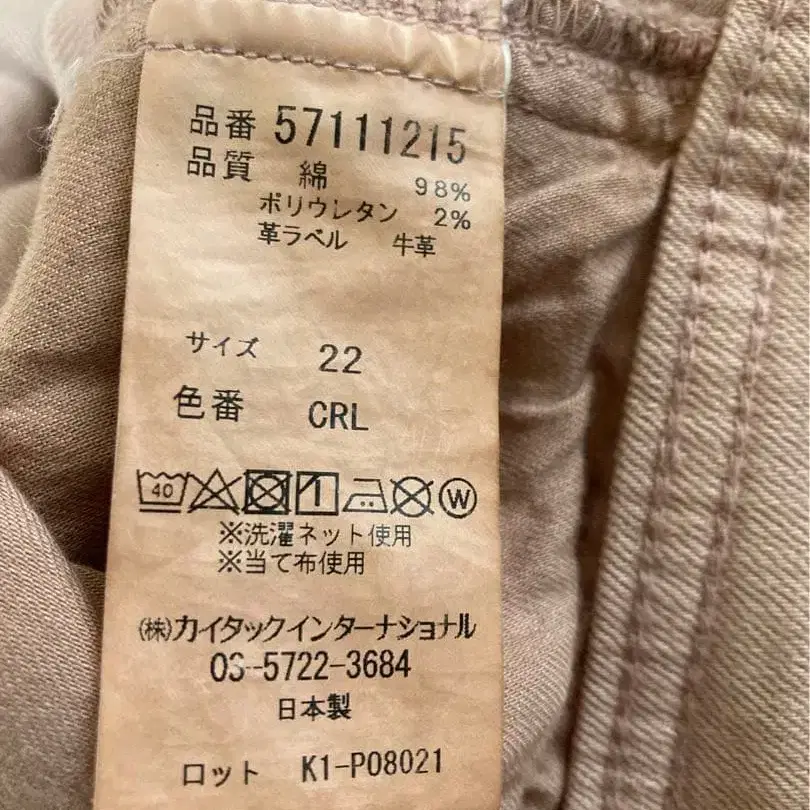 品番 57111215
品質 綿 98%
ポリウレタン 2%
革ラベル 牛革
サイズ 22
色番 CRL
40 W
※洗濯ネット使用
※当て布使用
㈱カイタックインターナショナル
03-5722-3684
日本製
ロット K1-P08021